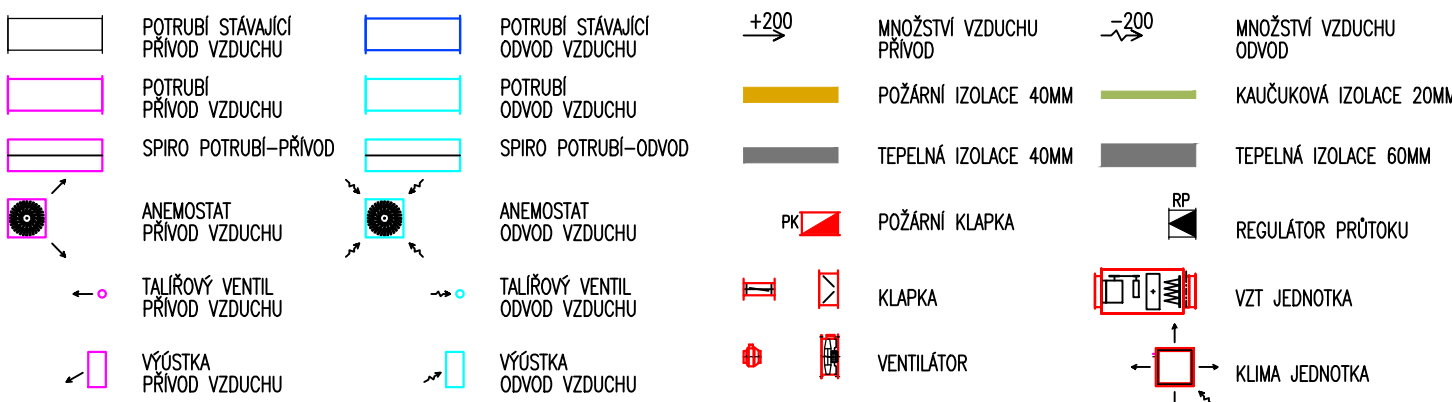 POTRUBÍ STÁVAJÍCÍ
PŘÍVOD VZDUCHU
POTRUBÍ
PŘÍVOD VZDUCHU
SPIRO POTRUBÍ-PŘÍVOD
ANEMOSTAT
PŘÍVOD VZDUCHU
TALÍŘOVÝ VENTIL
PŘÍVOD VZDUCHU
VÝÚSTKA
PŘÍVOD VZDUCHU
POTRUBÍ STÁVAJÍCÍ
ODVOD VZDUCHU
POTRUBÍ
ODVOD VZDUCHU
SPIRO POTRUBÍ-ODVOD
ANEMOSTAT
ODVOD VZDUCHU
TALÍŘOVÝ VENTIL
ODVOD VZDUCHU
VÝÚSTKA
ODVOD VZDUCHU
+200
MNOŽSTVÍ VZDUCHU
PŘÍVOD
POŽÁRNÍ IZOLACE 40MM
TEPELNÁ IZOLACE 40MM
PK
POŽÁRNÍ KLAPKA
KLAPKA
VENTILÁTOR
-200
MNOŽSTVÍ VZDUCHU
ODVOD
KAUČUKOVÁ IZOLACE 20MM
TEPELNÁ IZOLACE 60MM
RP
REGULÁTOR PRŮTOKU
VZT JEDNOTKA
KLIMA JEDNOTKA